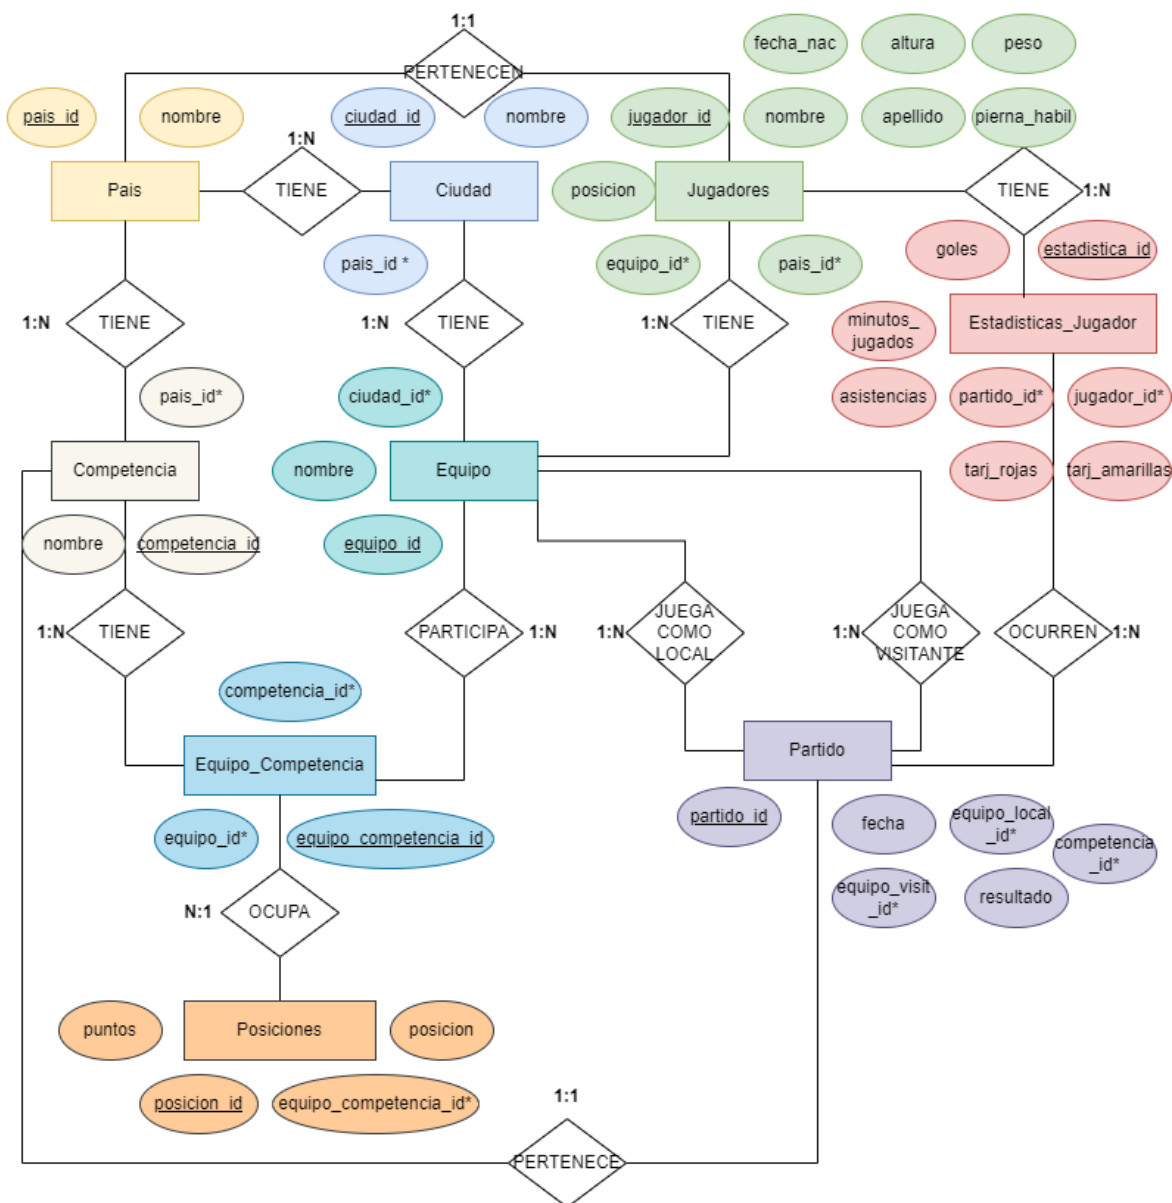 1:1
fecha_nac
altura
peso
PERTENECEN
pais_id
nombre
ciudad_id
nombre
jugador_id
nombre
apellido
pierna_habil
1:N
Pais
TIENE
Ciudad
posicion
Jugadores
TIENE
1:N
pais_id *
equipo_id*
pais_id*
goles
estadistica_id
1:N
TIENE
1:N
TIENE
1:N
TIENE
minutos_
jugados
Estadisticas_Jugador
pais_id*
ciudad_id*
asistencias
partido_id*
jugador_id*
Competencia
nombre
Equipo
tarj_rojas
tarj_amarillas
nombre
competencia_id
equipo_id
1:N
TIENE
PARTICIPA
1:N
1:N
JUEGA
COMO
LOCAL
1:N
JUEGA
COMO
VISITANTE
OCURREN
1:N
competencia_id*
Equipo_Competencia
Partido
equipo_id*
equipo_competencia_id
partido_id
fecha
equipo_local
_id*
competencia
_id*
equipo_visit
_id*
resultado
N:1
OCUPA
puntos
Posiciones
posicion
posicion_id
equipo_competencia_id*
1:1
PERTENECE